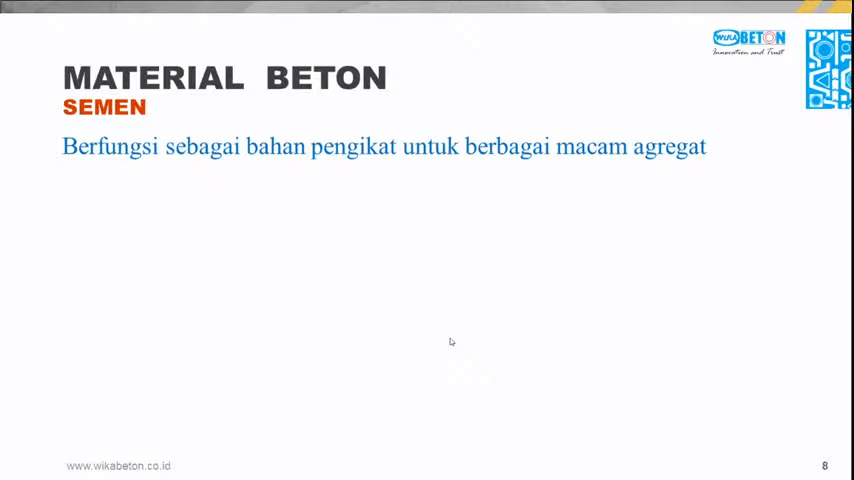 WIKA BETON
Innovation and Trust
MATERIAL BETON
SEMEN
Berfungsi sebagai bahan pengikat untuk berbagai macam agregat
www.wikabeton.co.id
8